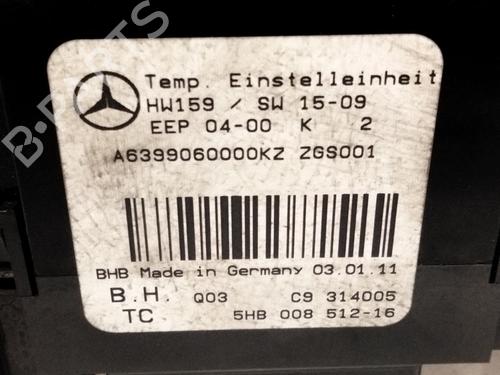 Temp. Einstelleinheit
HW159 / SW 15-09
EEP 04-00 K 2
A6399060000KZ ZGS001
BHB Made in Germany 03.01.11
B.H. Q03 C9 314005
TC 5HB 008 512-16
B-PARTS